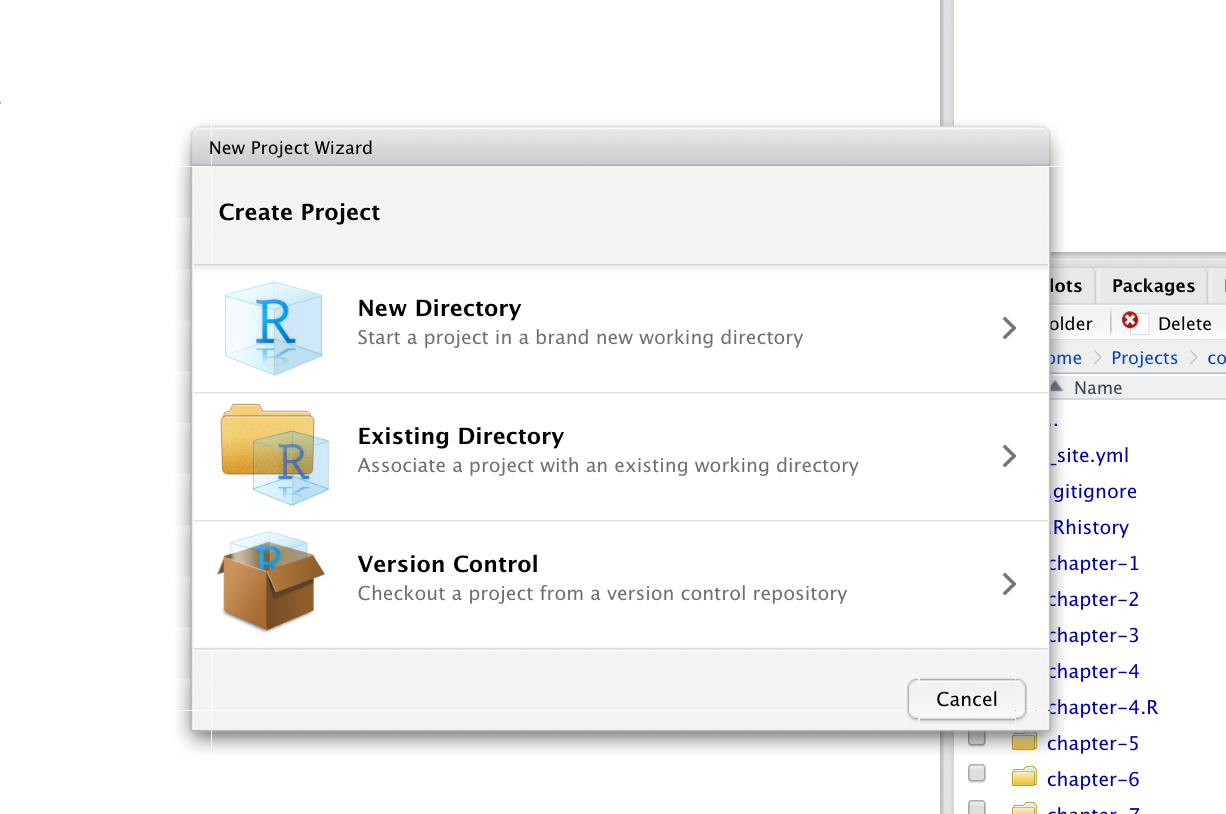 New Project Wizard
Create Project
New Directory
Start a project in a brand new working directory
Existing Directory
Associate a project with an existing working directory
Version Control
Checkout a project from a version control repository
Cancel
lots Packages
older Delete
ome Projects co
Name
..
_site.yml
.gitignore
.Rhistory
chapter-1
chapter-2
chapter-3
chapter-4
chapter-4.R
chapter-5
chapter-6
chapter-7